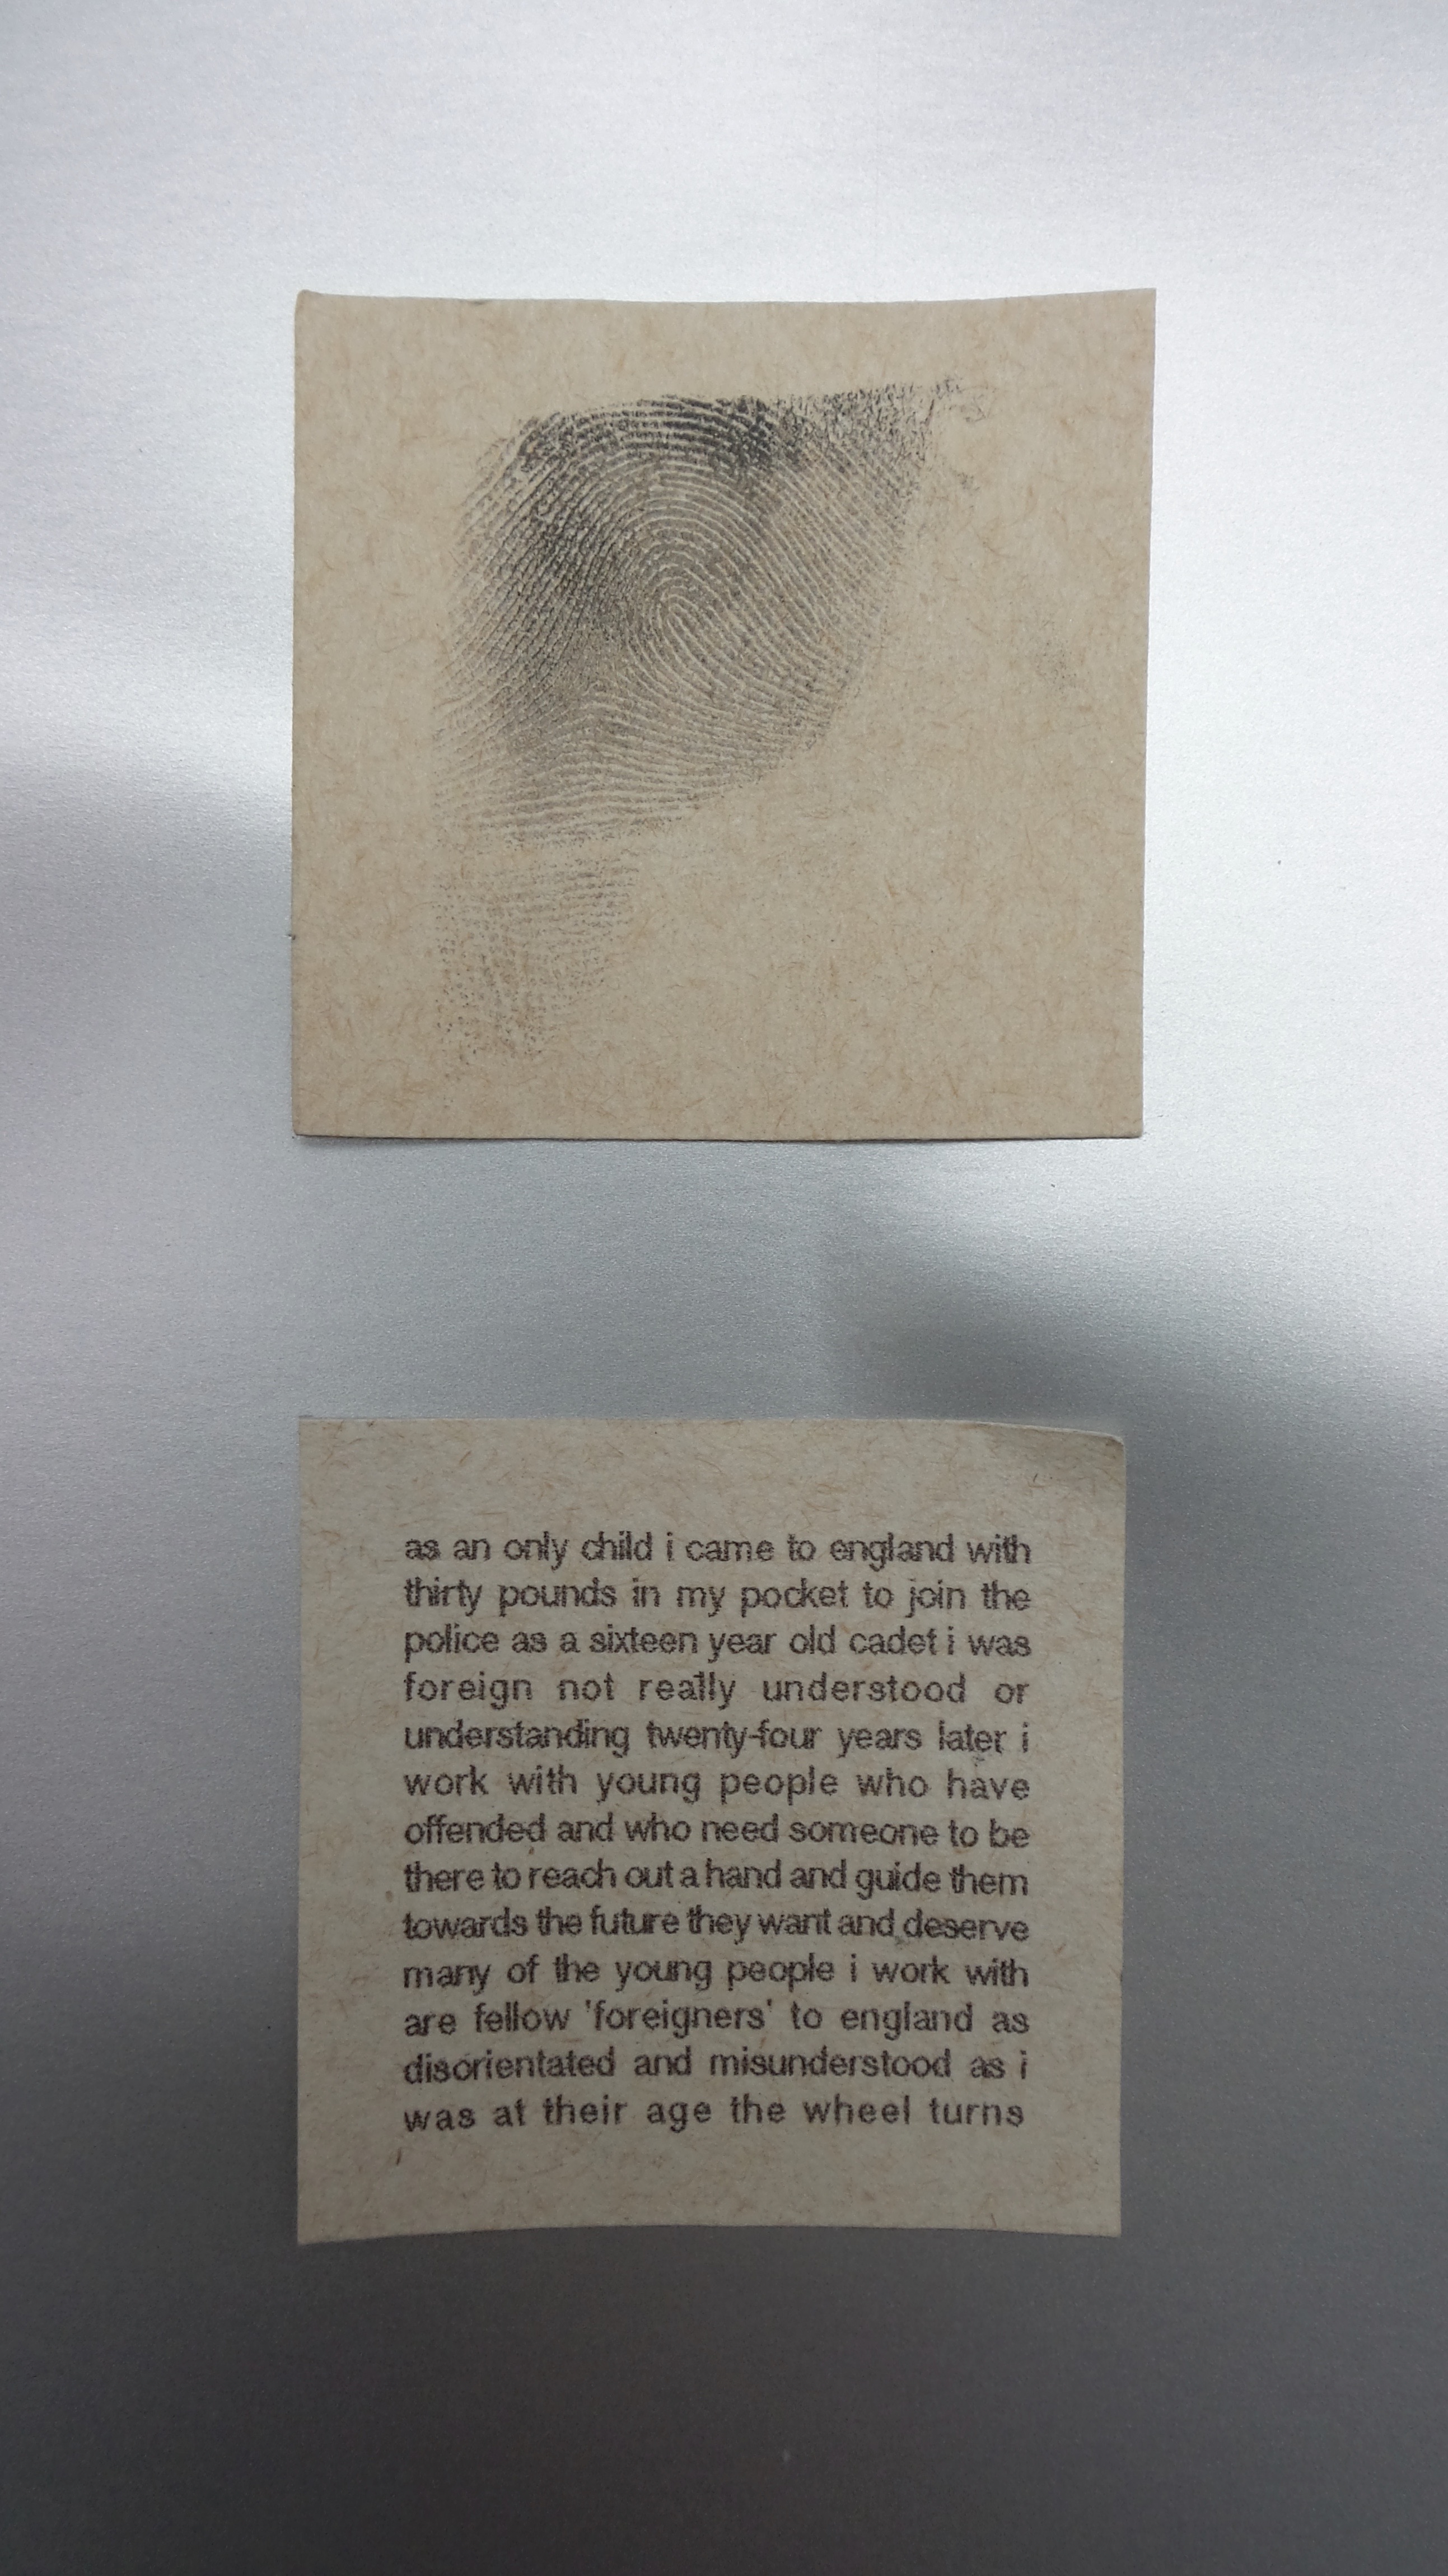 as an only child i came to england with
thirty pounds in my pocket to join the
police as a sixteen year old cadet i was
foreign not really understood or
understanding twenty-four years later i
work with young people who have
offended and who need someone to be
there to reach out a hand and guide them
towards the future they want and deserve
many of the young people i work with
are fellow 'foreigners' to england as
disorientated and misunderstood as i
was at their age the wheel turns